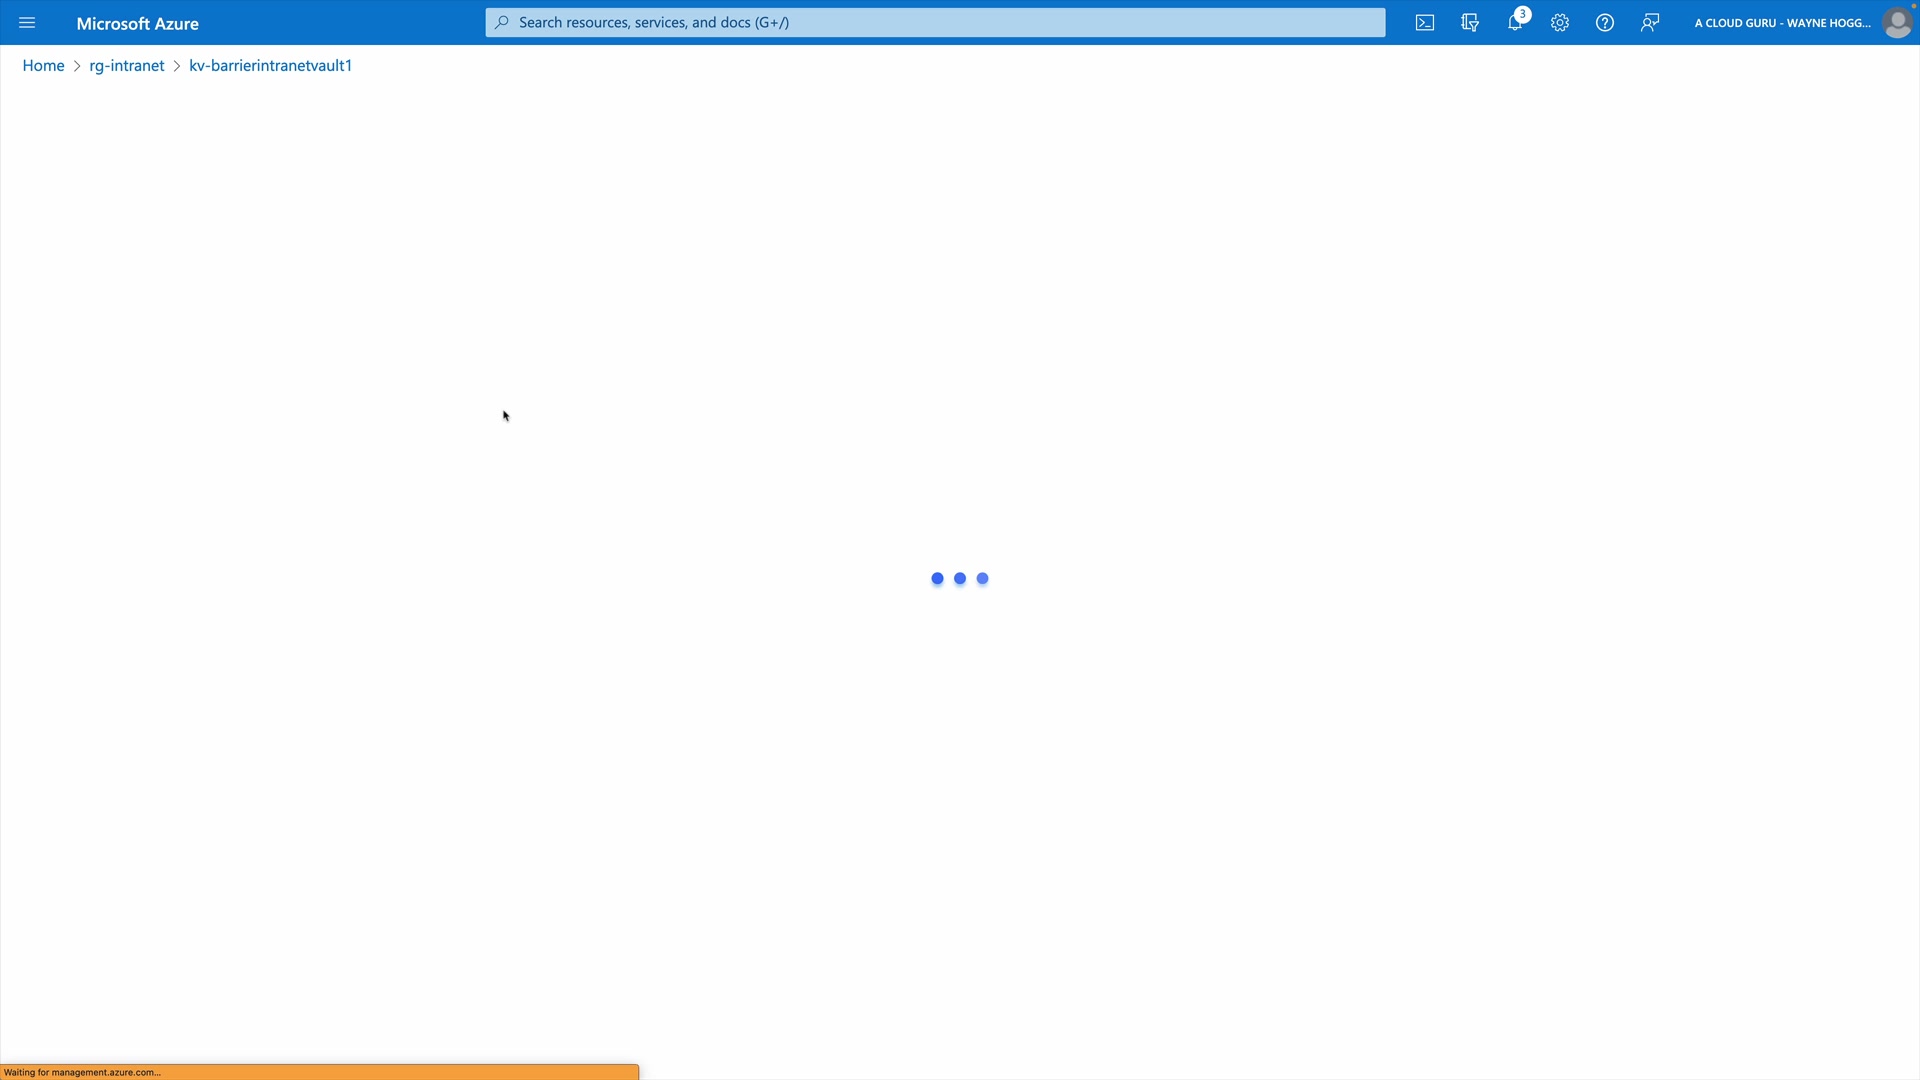 Microsoft Azure
Search resources, services, and docs (G+/)
3
A CLOUD GURU - WAYNE HOGG...
Home > rg-intranet > kv-barrierintranetvault1
Waiting for management.azure.com...